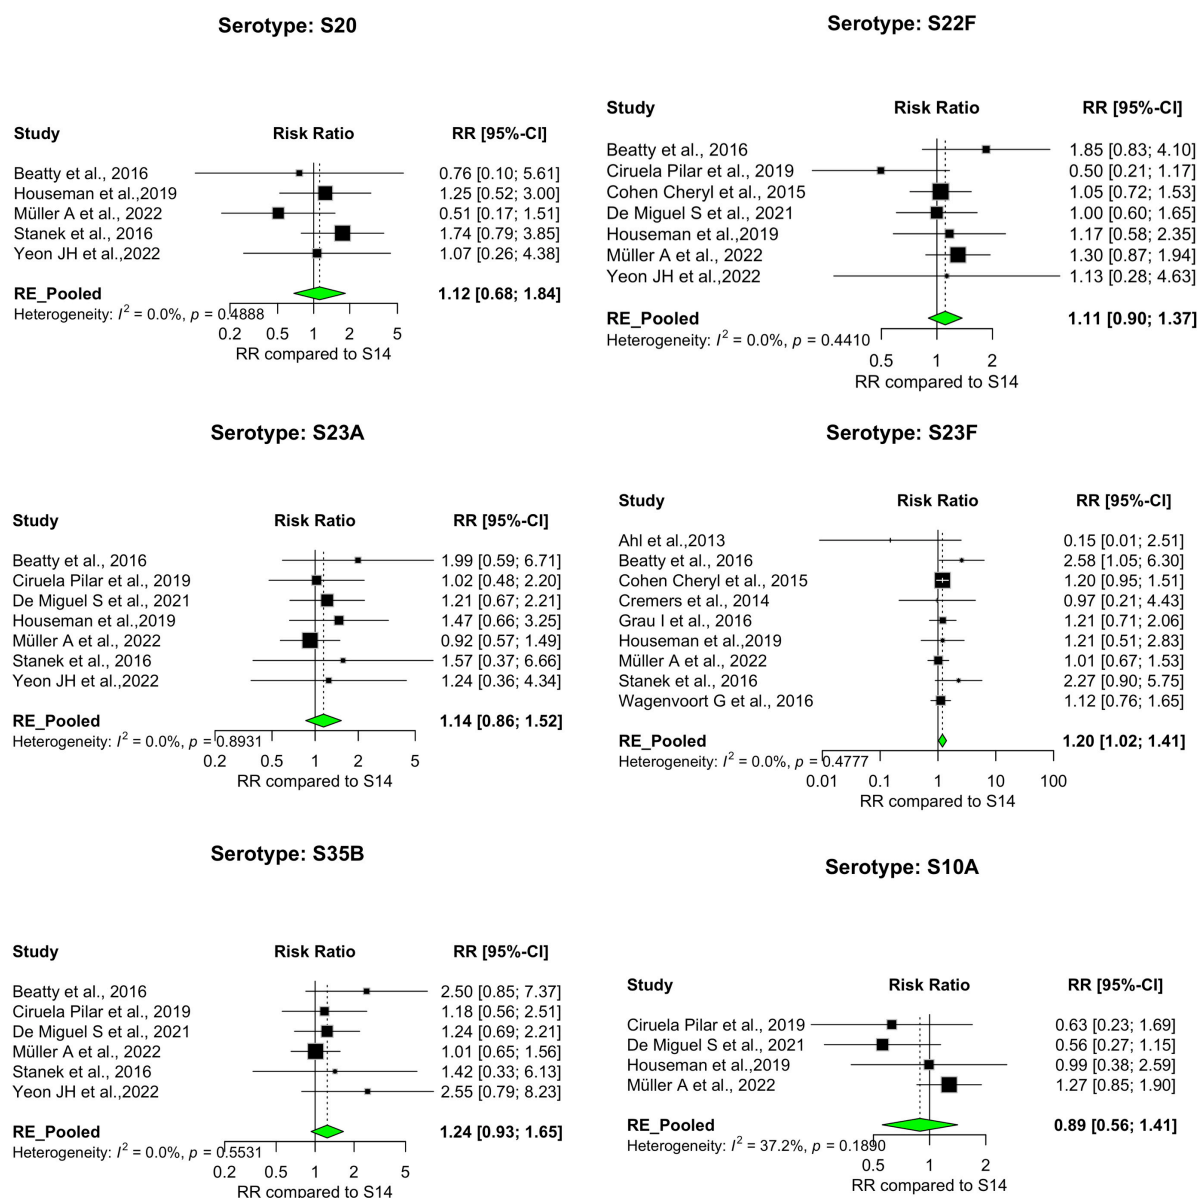 Serotype: S20
Study Risk Ratio RR [95%-CI]
Beatty et al., 2016 0.76 [0.10; 5.61]
Houseman et al.,2019 1.25 [0.52; 3.00]
Müller A et al., 2022 0.51 [0.17; 1.51]
Stanek et al., 2016 1.74 [0.79; 3.85]
Yeon JH et al.,2022 1.07 [0.26; 4.38]
RE_Pooled 1.12 [0.68; 1.84]
Heterogeneity: I² = 0.0%, p = 0.4888
0.2 0.5 1 2 5
RR compared to S14
Serotype: S22F
Study Risk Ratio RR [95%-CI]
Beatty et al., 2016 1.85 [0.83; 4.10]
Ciruela Pilar et al., 2019 0.50 [0.21; 1.17]
Cohen Cheryl et al., 2015 1.05 [0.72; 1.53]
De Miguel S et al., 2021 1.00 [0.60; 1.65]
Houseman et al.,2019 1.17 [0.58; 2.35]
Müller A et al., 2022 1.30 [0.87; 1.94]
Yeon JH et al.,2022 1.13 [0.28; 4.63]
RE_Pooled 1.11 [0.90; 1.37]
Heterogeneity: I² = 0.0%, p = 0.4410
0.5 1 2
RR compared to S14
Serotype: S23A
Study Risk Ratio RR [95%-CI]
Beatty et al., 2016 1.99 [0.59; 6.71]
Ciruela Pilar et al., 2019 1.02 [0.48; 2.20]
De Miguel S et al., 2021 1.21 [0.67; 2.21]
Houseman et al.,2019 1.47 [0.66; 3.25]
Müller A et al., 2022 0.92 [0.57; 1.49]
Stanek et al., 2016 1.57 [0.37; 6.66]
Yeon JH et al.,2022 1.24 [0.36; 4.34]
RE_Pooled 1.14 [0.86; 1.52]
Heterogeneity: I² = 0.0%, p = 0.8931
0.2 0.5 1 2 5
RR compared to S14
Serotype: S23F
Study Risk Ratio RR [95%-CI]
Ahl et al.,2013 0.15 [0.01; 2.51]
Beatty et al., 2016 2.58 [1.05; 6.30]
Cohen Cheryl et al., 2015 1.20 [0.95; 1.51]
Cremers et al., 2014 0.97 [0.21; 4.43]
Grau I et al., 2016 1.21 [0.71; 2.06]
Houseman et al.,2019 1.21 [0.51; 2.83]
Müller A et al., 2022 1.01 [0.67; 1.53]
Stanek et al., 2016 2.27 [0.90; 5.75]
Wagenvoort G et al., 2016 1.12 [0.76; 1.65]
RE_Pooled 1.20 [1.02; 1.41]
Heterogeneity: I² = 0.0%, p = 0.4777
0.01 0.1 1 10 100
RR compared to S14
Serotype: S35B
Study Risk Ratio RR [95%-CI]
Beatty et al., 2016 2.50 [0.85; 7.37]
Ciruela Pilar et al., 2019 1.18 [0.56; 2.51]
De Miguel S et al., 2021 1.24 [0.69; 2.21]
Müller A et al., 2022 1.01 [0.65; 1.56]
Stanek et al., 2016 1.42 [0.33; 6.13]
Yeon JH et al.,2022 2.55 [0.79; 8.23]
RE_Pooled 1.24 [0.93; 1.65]
Heterogeneity: I² = 0.0%, p = 0.5531
0.2 0.5 1 2 5
RR compared to S14
Serotype: S10A
Study Risk Ratio RR [95%-CI]
Ciruela Pilar et al., 2019 0.63 [0.23; 1.69]
De Miguel S et al., 2021 0.56 [0.27; 1.15]
Houseman et al.,2019 0.99 [0.38; 2.59]
Müller A et al., 2022 1.27 [0.85; 1.90]
RE_Pooled 0.89 [0.56; 1.41]
Heterogeneity: I² = 37.2%, p = 0.1890
0.5 1 2
RR compared to S14